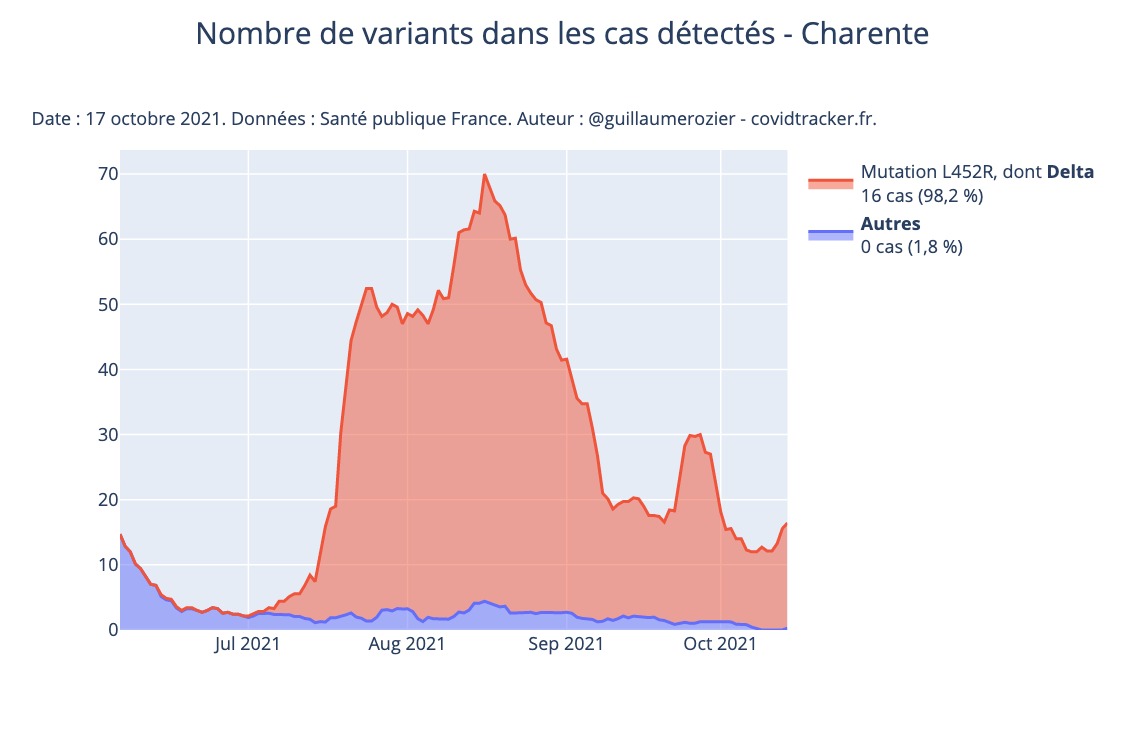 Nombre de variants dans les cas détectés - Charente
Date : 17 octobre 2021. Données : Santé publique France. Auteur : @guillaumerozier - covidtracker.fr.
Mutation L452R, dont Delta
16 cas (98,2 %)
Autres
0 cas (1,8 %)
70
60
50
40
30
20
10
0
Jul 2021 Aug 2021 Sep 2021 Oct 2021